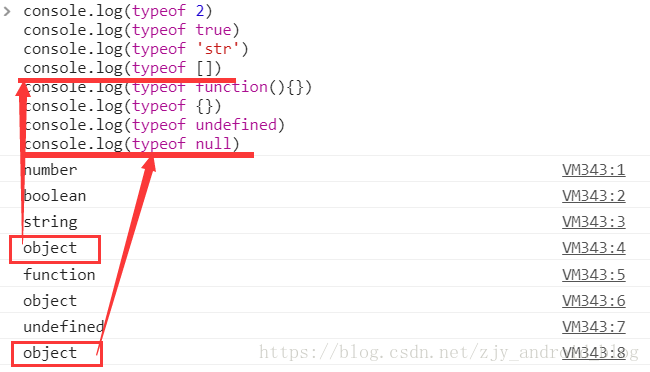 > console.log(typeof 2)
console.log(typeof true)
console.log(typeof 'str')
console.log(typeof [])
console.log(typeof function(){})
console.log(typeof {})
console.log(typeof undefined)
console.log(typeof null)
number VM343:1
boolean VM343:2
string VM343:3
object VM343:4
function VM343:5
object VM343:6
undefined VM343:7
object VM343:8
https://blog.csdn.net/zjy_android_blog